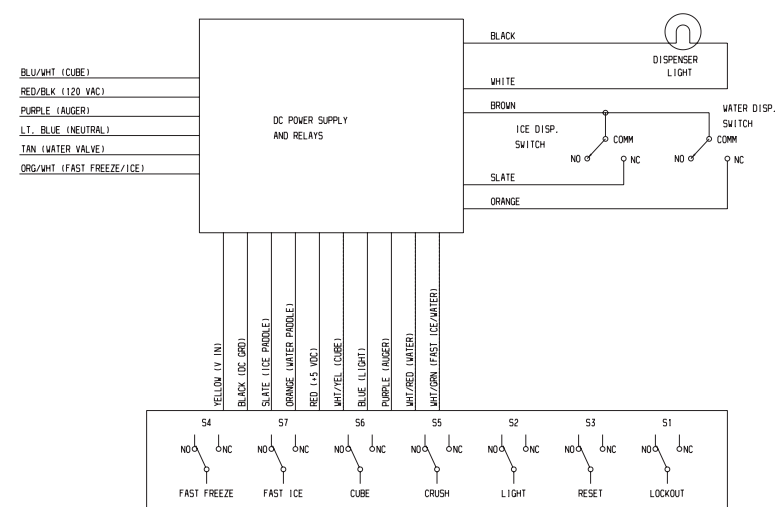 BLACK
DISPENSER
LIGHT
BLU/WHT (CUBE)
WHITE
RED/BLK (120 VAC)
PURPLE (AUGER)
BROWN
WATER DISP.
SWITCH
LT. BLUE (NEUTRAL)
DC POWER SUPPLY
AND RELAYS
ICE DISP.
SWITCH
COMM
COMM
TAN (WATER VALVE)
NO
NC
NO
NC
ORG/WHT (FAST FREEZE/ICE)
SLATE
ORANGE
YELLOW (V IN)
BLACK (DC GRD)
SLATE (ICE PADDLE)
ORANGE (WATER PADDLE)
RED (+5 VDC)
WHT/YEL (CUBE)
BLUE (LIGHT)
PURPLE (AUGER)
WHT/RED (WATER)
WHT/GRN (FAST ICE/WATER)
S4 S7 S6 S5 S2 S3 S1
NO NC NO NC NO NC NO NC NO NC NO NC NO NC
FAST FREEZE FAST ICE CUBE CRUSH LIGHT RESET LOCKOUT